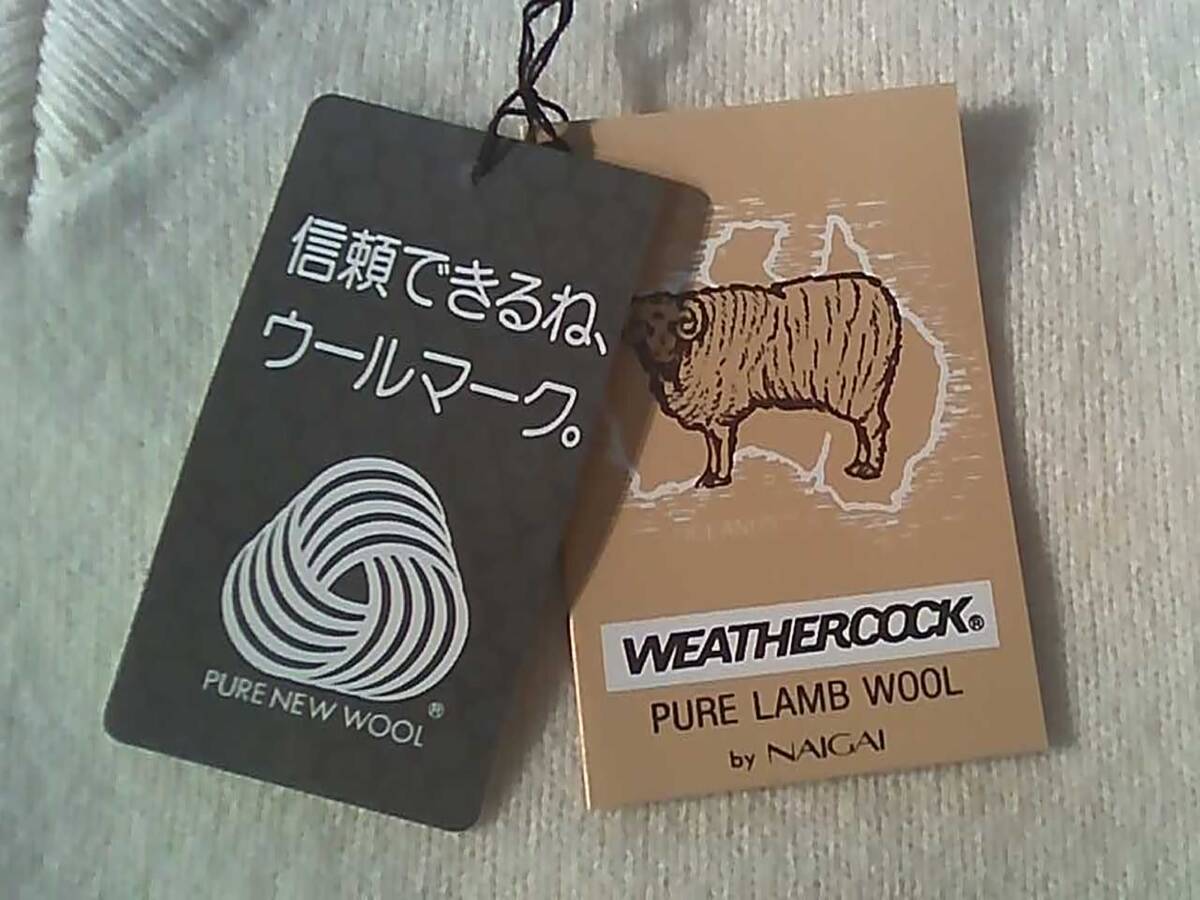 信頼できるね、
ウールマーク。
PURE NEW WOOL ®
WEATHERCOCK®
PURE LAMB WOOL
by NAIGAI